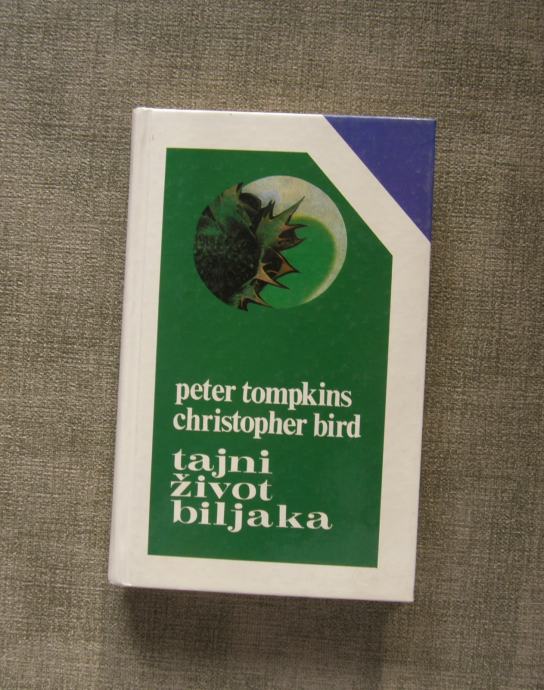 peter tompkins
christopher bird
tajni
život
biljaka